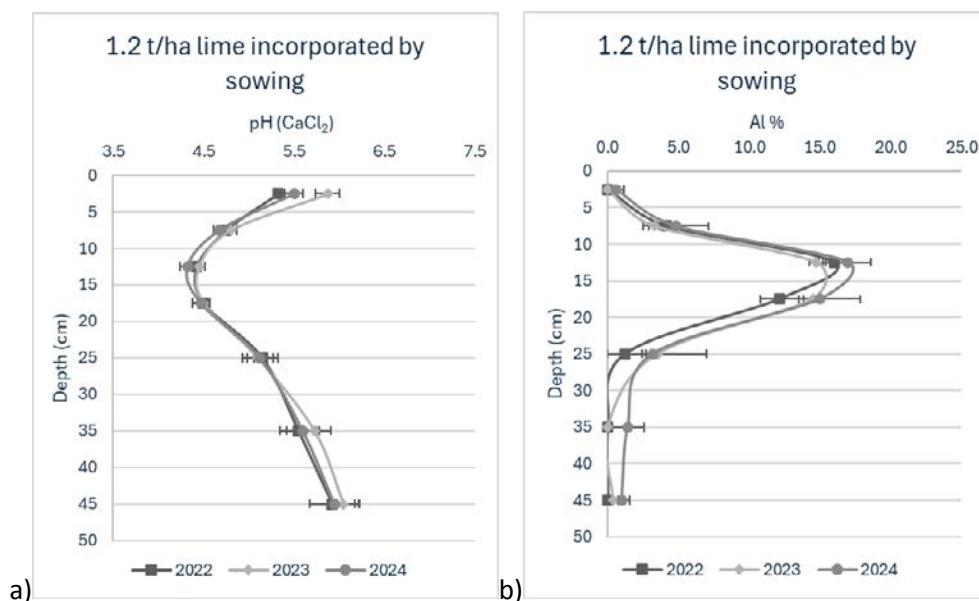 1.2 t/ha lime incorporated by
sowing
pH (CaCl₂)
3.5 4.5 5.5 6.5 7.5
0
5
10
15
20
25
30
35
40
45
50
Depth (cm)
2022 2023 2024
a)
1.2 t/ha lime incorporated by
sowing
Al %
0.0 5.0 10.0 15.0 20.0 25.0
0
5
10
15
20
25
30
35
40
45
50
Depth (cm)
2022 2023 2024
b)